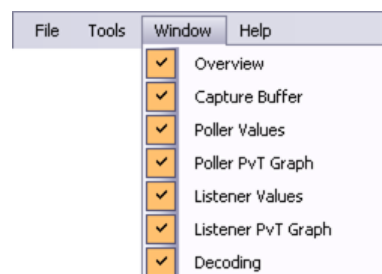 File Tools Window Help
Overview
Capture Buffer
Poller Values
Poller PvT Graph
Listener Values
Listener PvT Graph
Decoding